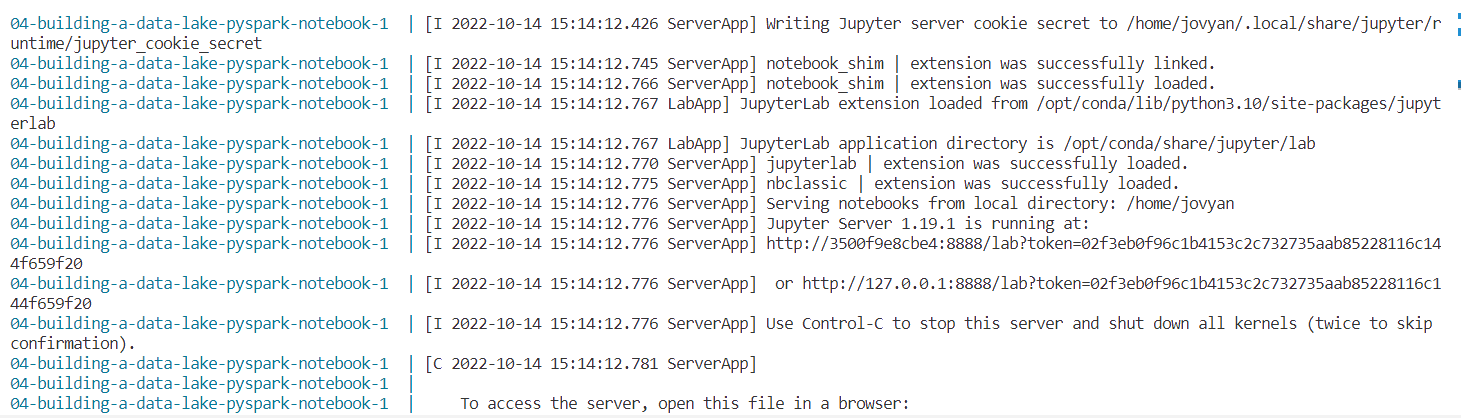 04-building-a-data-lake-pyspark-notebook-1  | [I 2022-10-14 15:14:12.426 ServerApp] Writing Jupyter server cookie secret to /home/jovyan/.local/share/jupyter/r
untime/jupyter_cookie_secret
04-building-a-data-lake-pyspark-notebook-1  | [I 2022-10-14 15:14:12.745 ServerApp] notebook_shim | extension was successfully linked.
04-building-a-data-lake-pyspark-notebook-1  | [I 2022-10-14 15:14:12.766 ServerApp] notebook_shim | extension was successfully loaded.
04-building-a-data-lake-pyspark-notebook-1  | [I 2022-10-14 15:14:12.767 LabApp] JupyterLab extension loaded from /opt/conda/lib/python3.10/site-packages/jupyt
erlab
04-building-a-data-lake-pyspark-notebook-1  | [I 2022-10-14 15:14:12.767 LabApp] JupyterLab application directory is /opt/conda/share/jupyter/lab
04-building-a-data-lake-pyspark-notebook-1  | [I 2022-10-14 15:14:12.770 ServerApp] jupyterlab | extension was successfully loaded.
04-building-a-data-lake-pyspark-notebook-1  | [I 2022-10-14 15:14:12.775 ServerApp] nbclassic | extension was successfully loaded.
04-building-a-data-lake-pyspark-notebook-1  | [I 2022-10-14 15:14:12.776 ServerApp] Serving notebooks from local directory: /home/jovyan
04-building-a-data-lake-pyspark-notebook-1  | [I 2022-10-14 15:14:12.776 ServerApp] Jupyter Server 1.19.1 is running at:
04-building-a-data-lake-pyspark-notebook-1  | [I 2022-10-14 15:14:12.776 ServerApp] http://3500f9e8cbe4:8888/lab?token=02f3eb0f96c1b4153c2c732735aab85228116c14
4f659f20
04-building-a-data-lake-pyspark-notebook-1  | [I 2022-10-14 15:14:12.776 ServerApp]  or http://127.0.0.1:8888/lab?token=02f3eb0f96c1b4153c2c732735aab85228116c1
44f659f20
04-building-a-data-lake-pyspark-notebook-1  | [I 2022-10-14 15:14:12.776 ServerApp] Use Control-C to stop this server and shut down all kernels (twice to skip
confirmation).
04-building-a-data-lake-pyspark-notebook-1  | [C 2022-10-14 15:14:12.781 ServerApp]
04-building-a-data-lake-pyspark-notebook-1  |
04-building-a-data-lake-pyspark-notebook-1  |     To access the server, open this file in a browser: